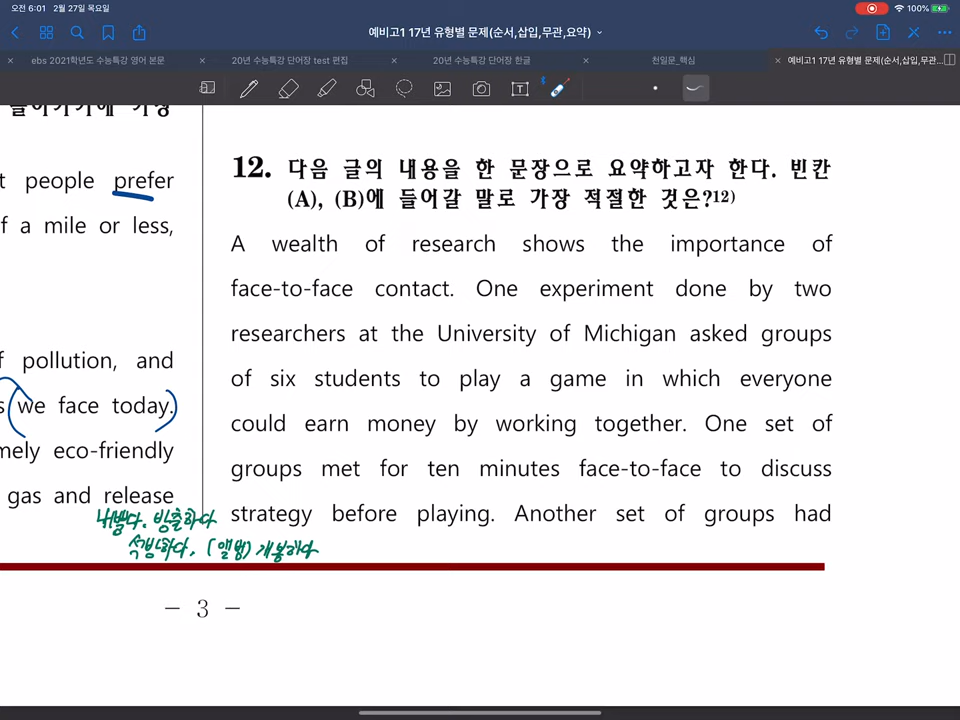 오전 6:01 2월 27일 목요일
100%
예비고1 17년 유형별 문제(순서,삽입,무관,요약)
ebs 2021학년도 수능특강 영어 본문
20년 수능특강 단어장 test 편집
20년 수능특강 단어장 한글
천일문_핵심
예비고1 17년 유형별 문제(순서,삽입,무관...
t people prefer
f a mile or less,
f pollution, and
s (we face today.)
mely eco-friendly
gas and release
내뿜다. 방출하다
석방하다, (앨범) 개봉하다
12. 다음 글의 내용을 한 문장으로 요약하고자 한다. 빈칸
(A), (B)에 들어갈 말로 가장 적절한 것은?12)
A wealth of research shows the importance of
face-to-face contact. One experiment done by two
researchers at the University of Michigan asked groups
of six students to play a game in which everyone
could earn money by working together. One set of
groups met for ten minutes face-to-face to discuss
strategy before playing. Another set of groups had
- 3 -